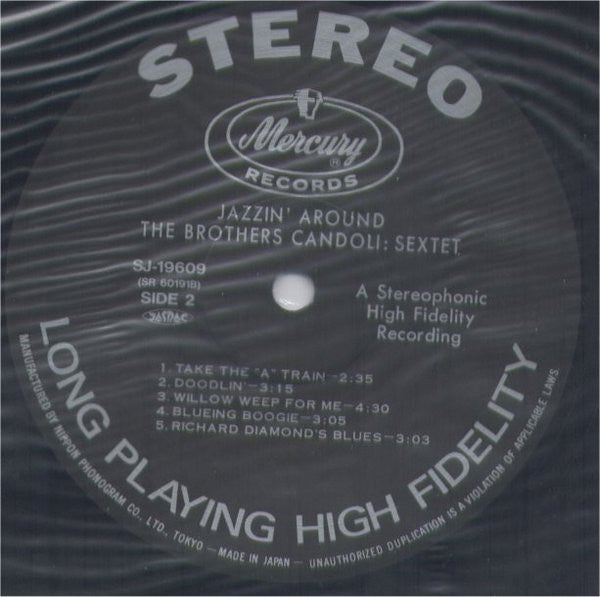 STEREO
Mercury
®
RECORDS
JAZZIN' AROUND
THE BROTHERS CANDOLI: SEXTET
SJ-19609
(SR 60191B)
SIDE 2
JASRAC
A Stereophonic
High Fidelity
Recording
1. TAKE THE "A" TRAIN—2:35
2. DOODLIN'—3:15
3. WILLOW WEEP FOR ME—4:30
4. BLUEING BOOGIE—3:05
5. RICHARD DIAMOND'S BLUES—3:03
LONG PLAYING HIGH FIDELITY
MANUFACTURED BY NIPPON PHONOGRAM CO., LTD., TOKYO — MADE IN JAPAN — UNAUTHORIZED DUPLICATION IS A VIOLATION OF APPLICABLE LAWS